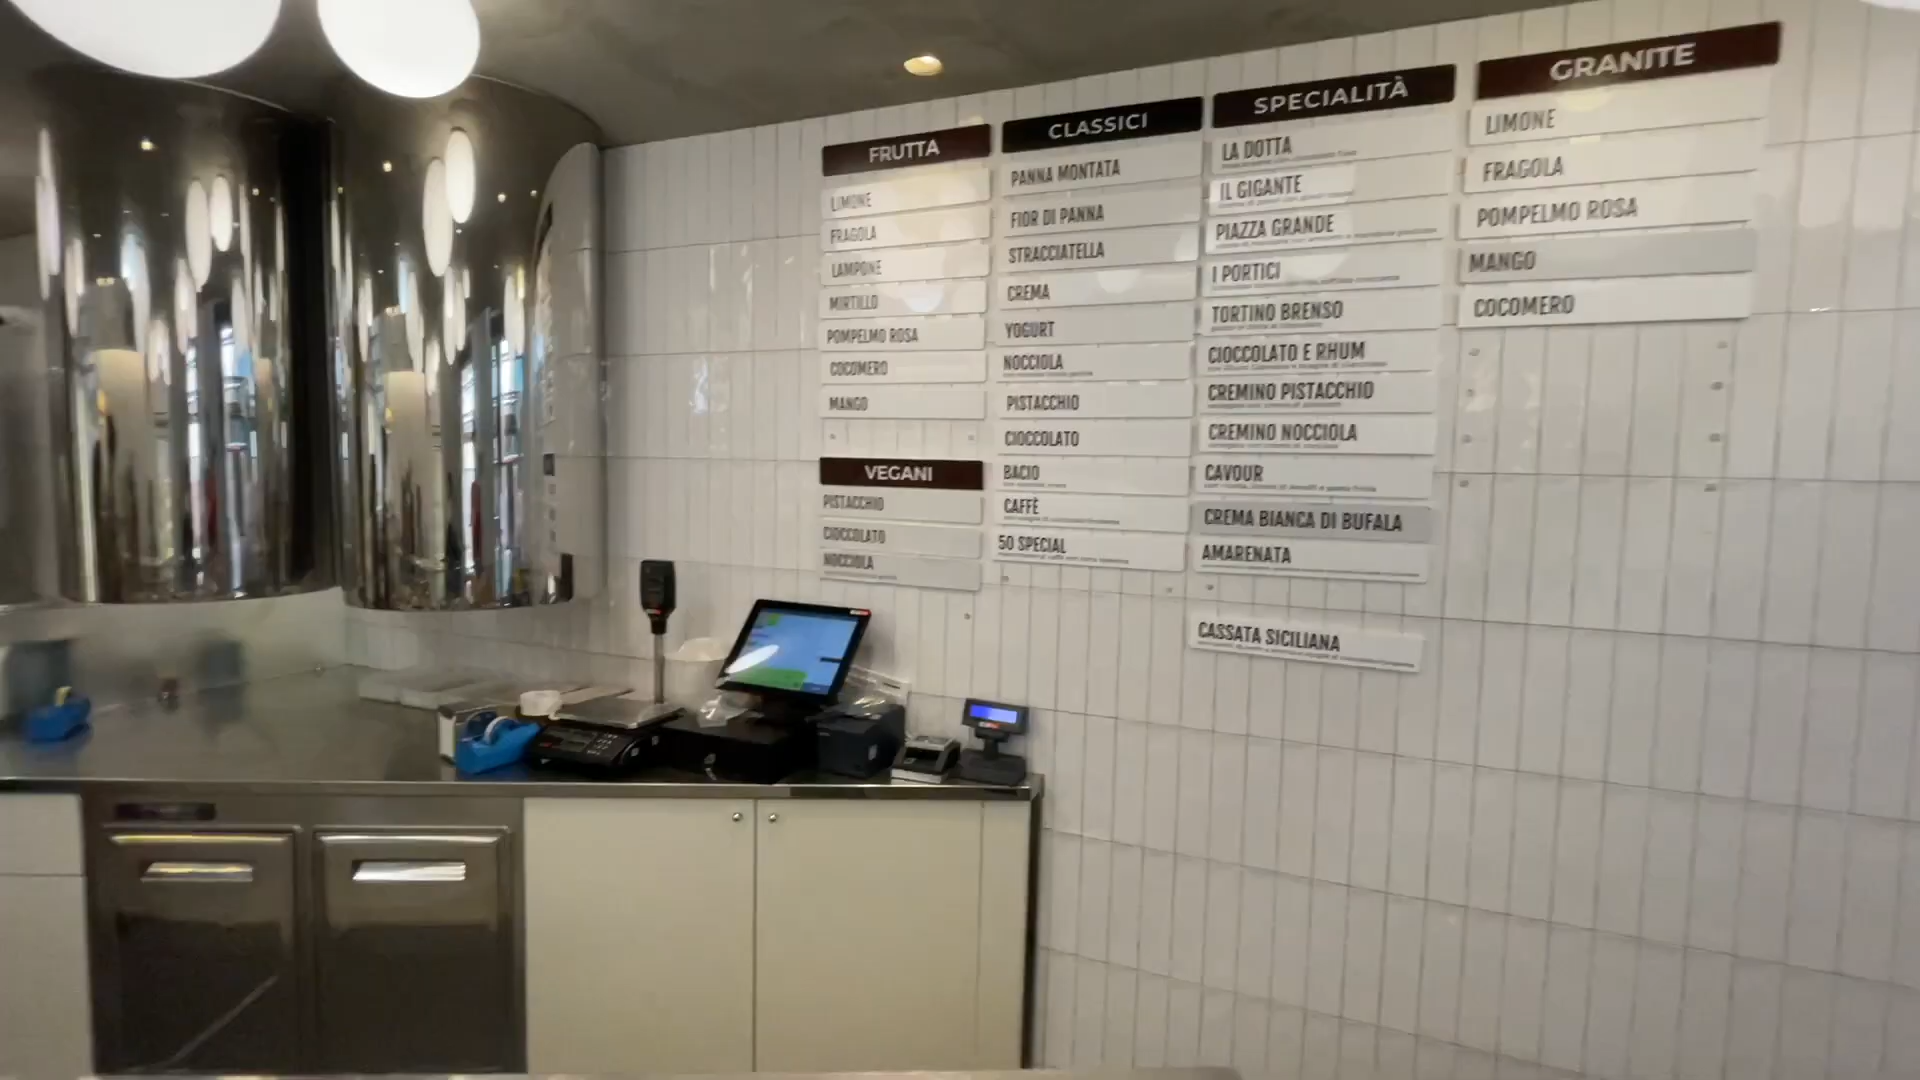 FRUTTA
LIMONE
FRAGOLA
LAMPONE
MIRTILLO
POMPELMO ROSA
COCOMERO
MANGO
VEGANI
PISTACCHIO
CIOCCOLATO
NOCCIOLA
CLASSICI
PANNA MONTATA
FIOR DI PANNA
STRACCIATELLA
CREMA
YOGURT
NOCCIOLA
PISTACCHIO
CIOCCOLATO
BACIO
CAFFÈ
50 SPECIAL
SPECIALITÀ
LA DOTTA
IL GIGANTE
PIAZZA GRANDE
I PORTICI
TORTINO BRENSO
CIOCCOLATO E RHUM
CREMINO PISTACCHIO
CREMINO NOCCIOLA
CAVOUR
CREMA BIANCA DI BUFALA
AMARENATA
CASSATA SICILIANA
GRANITE
LIMONE
FRAGOLA
POMPELMO ROSA
MANGO
COCOMERO